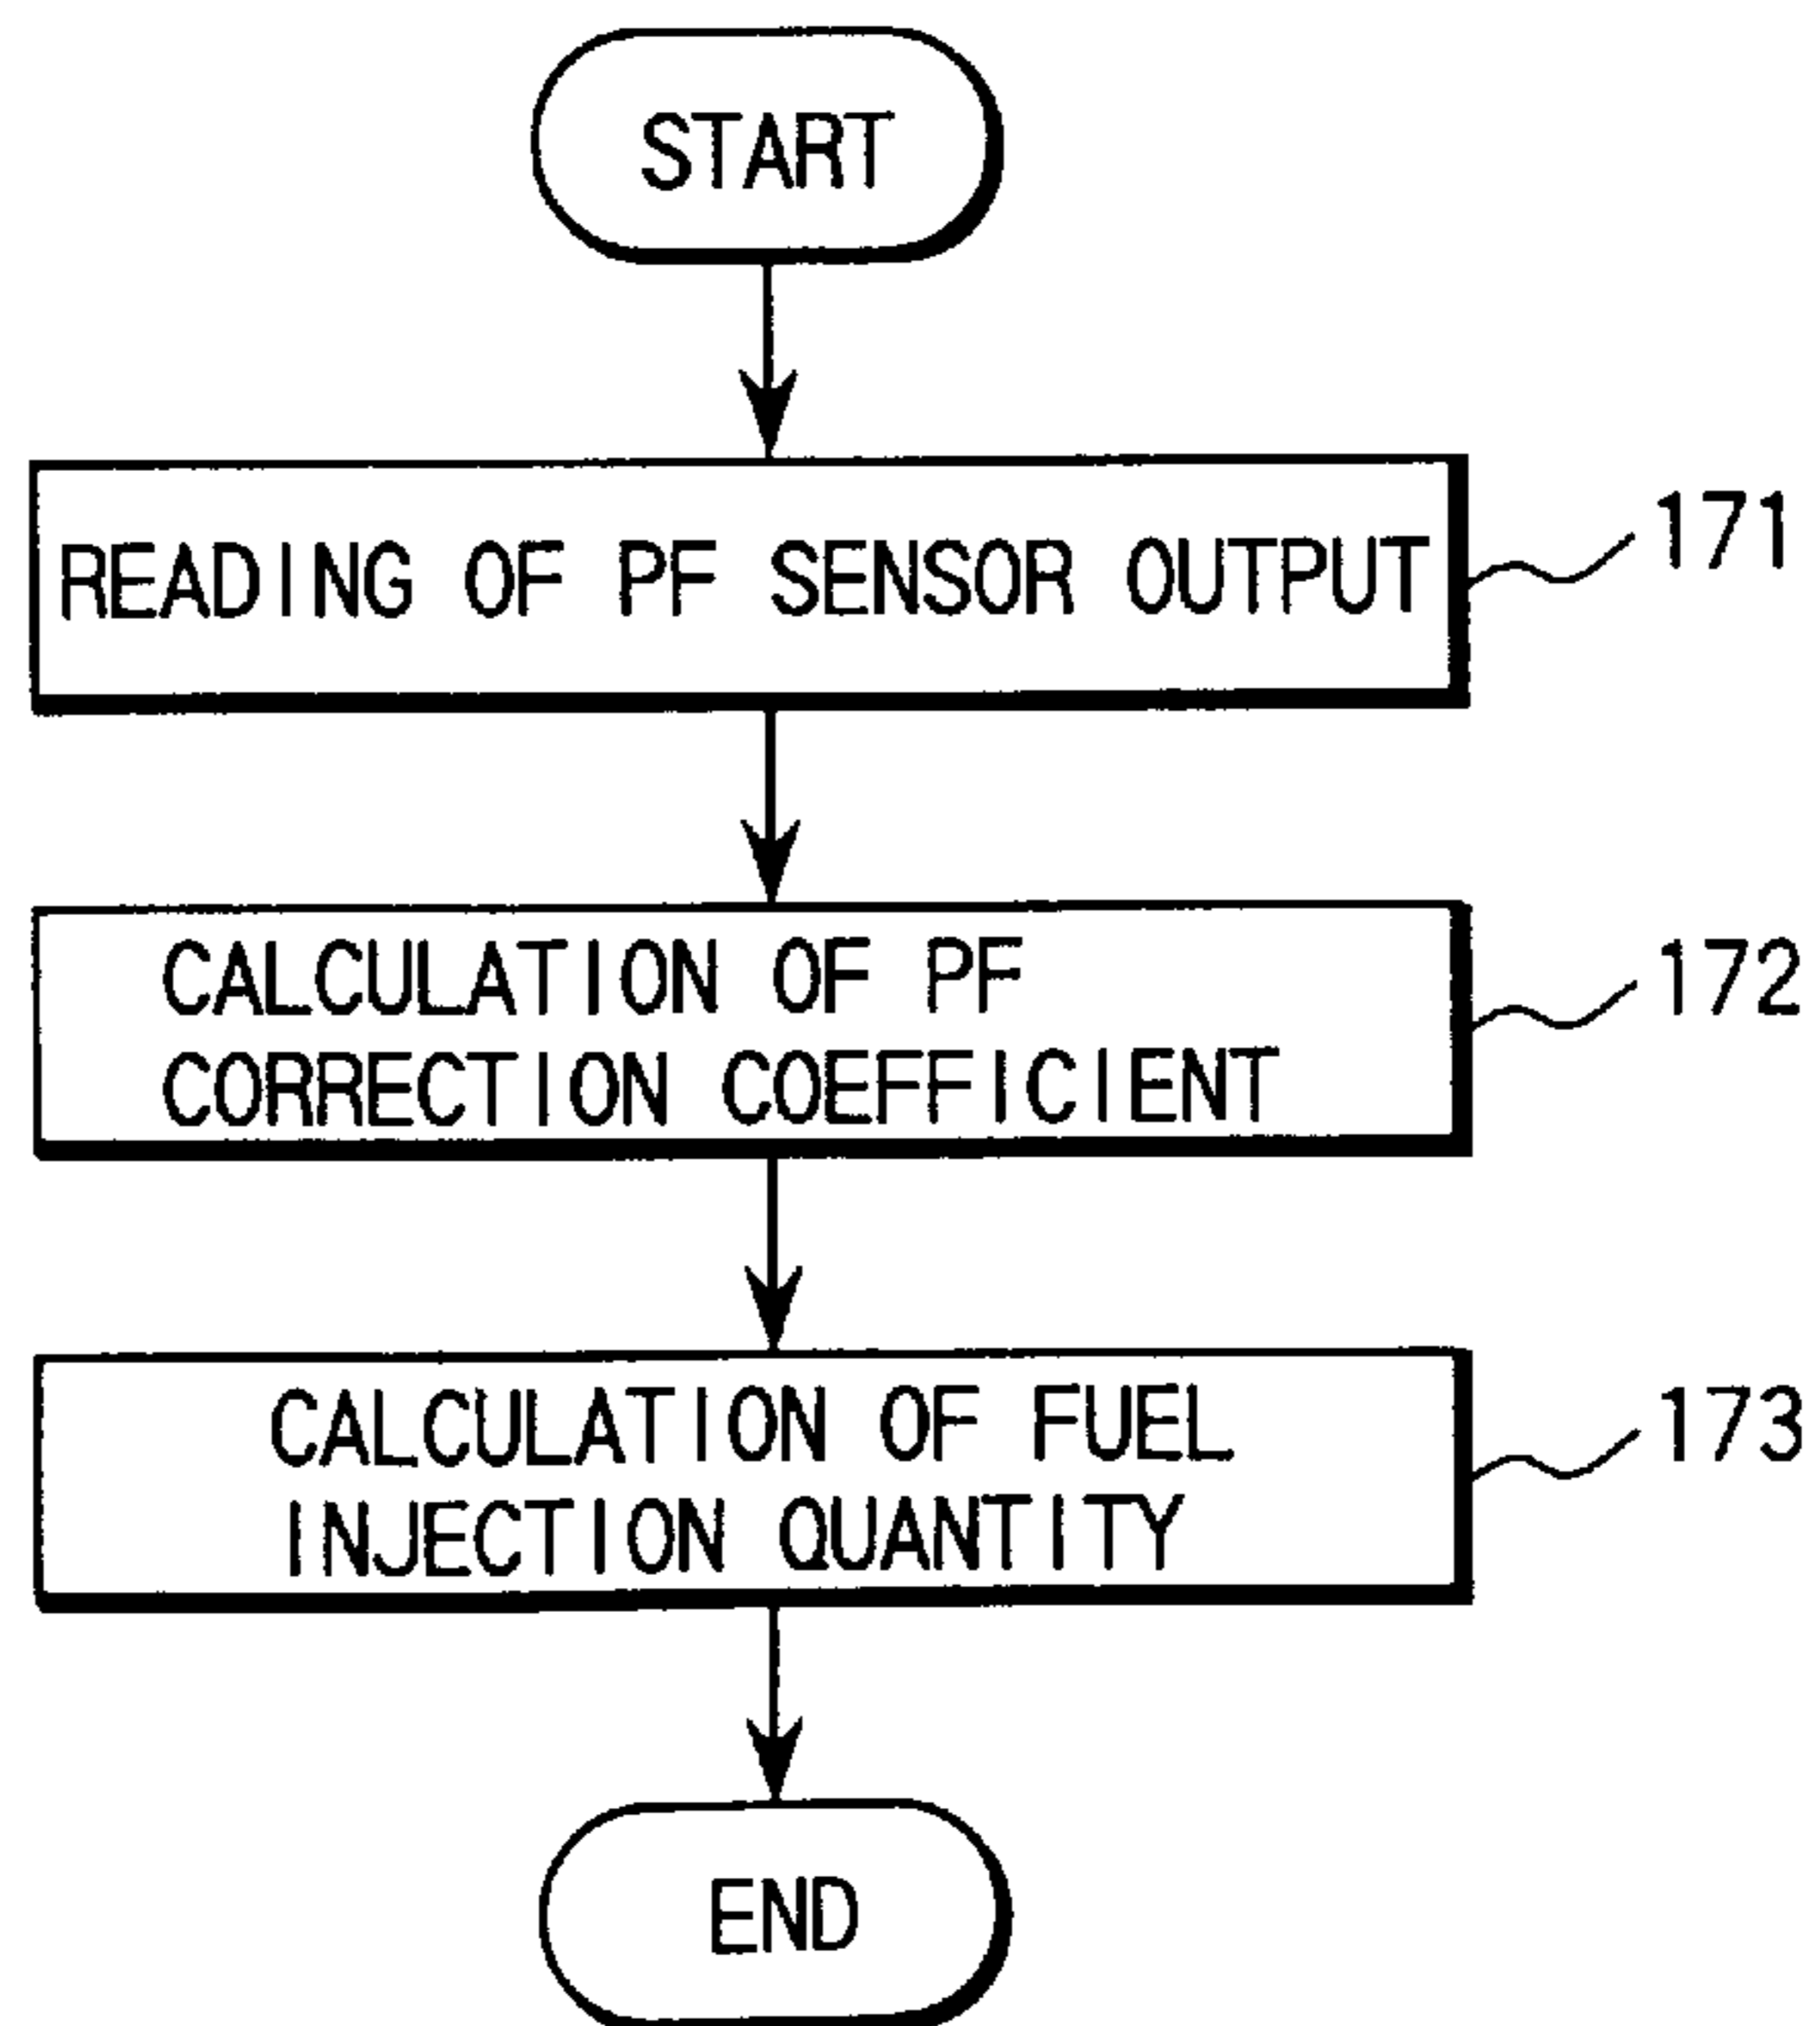 START
READING OF PF SENSOR OUTPUT
171
CALCULATION OF PF
CORRECTION COEFFICIENT
172
CALCULATION OF FUEL
INJECTION QUANTITY
173
END